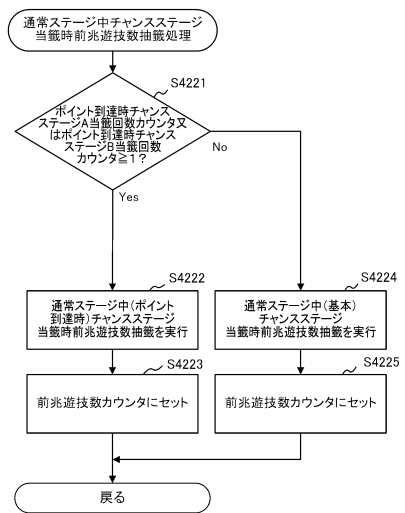 通常ステージ中チャンスステージ
当籤時前兆遊技数抽籤処理
S4221
ポイント到達時チャンス
ステージA当籤回数カウンタ又
はポイント到達時チャンス
ステージB当籤回数
カウンタ≧1?
Yes
No
S4222
通常ステージ中(ポイント
到達時)チャンスステージ
当籤時前兆遊技数抽籤を実行
S4224
通常ステージ中(基本)
チャンスステージ
当籤時前兆遊技数抽籤を実行
S4223
前兆遊技数カウンタにセット
S4225
前兆遊技数カウンタにセット
戻る